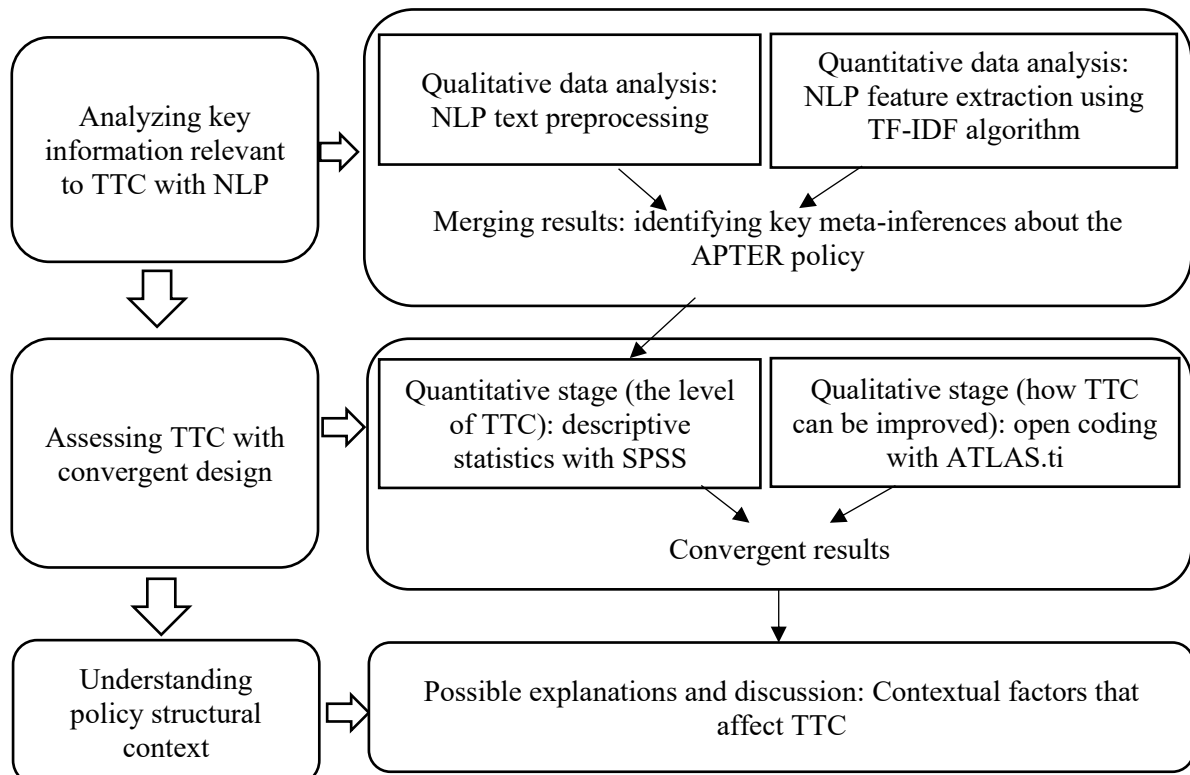 Analyzing key
information relevant
to TTC with NLP
Qualitative data analysis:
NLP text preprocessing
Quantitative data analysis:
NLP feature extraction using
TF-IDF algorithm
Merging results: identifying key meta-inferences about the
APTER policy
Assessing TTC with
convergent design
Quantitative stage (the level
of TTC): descriptive
statistics with SPSS
Qualitative stage (how TTC
can be improved): open coding
with ATLAS.ti
Convergent results
Understanding
policy structural
context
Possible explanations and discussion: Contextual factors that
affect TTC